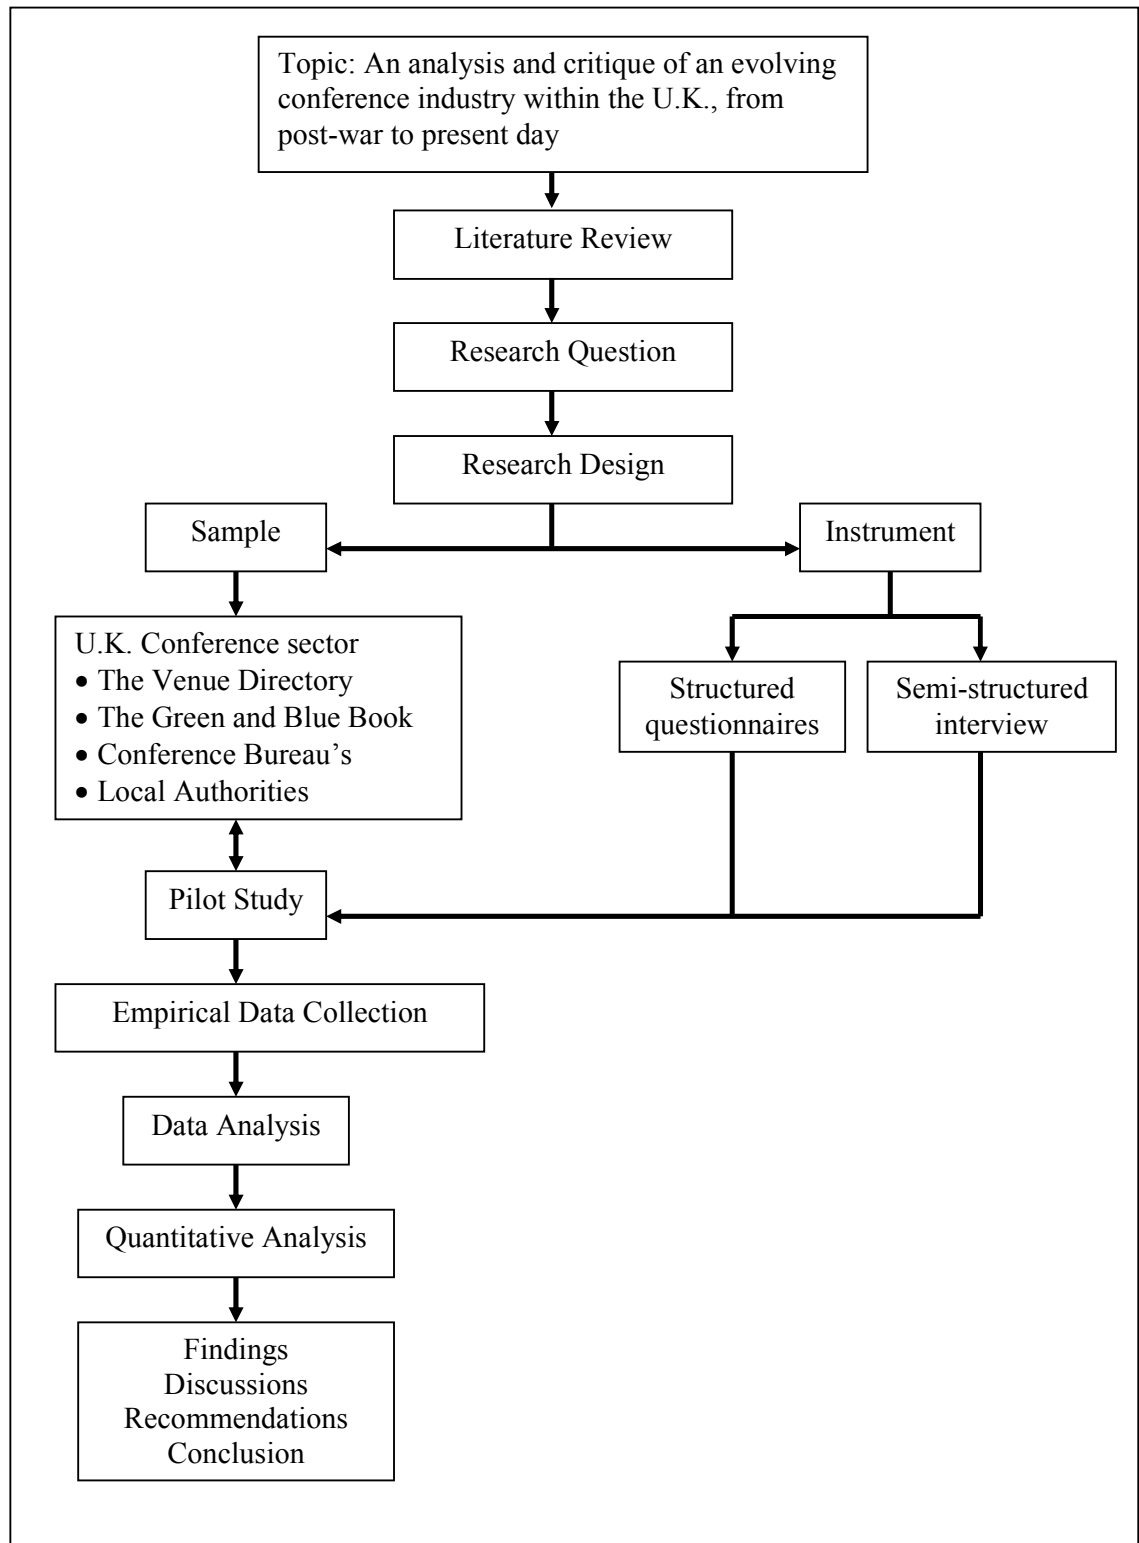 Topic: An analysis and critique of an evolving
conference industry within the U.K., from
post-war to present day
Literature Review
Research Question
Research Design
Sample
Instrument
U.K. Conference sector
• The Venue Directory
• The Green and Blue Book
• Conference Bureau’s
• Local Authorities
Structured
questionnaires
Semi-structured
interview
Pilot Study
Empirical Data Collection
Data Analysis
Quantitative Analysis
Findings
Discussions
Recommendations
Conclusion